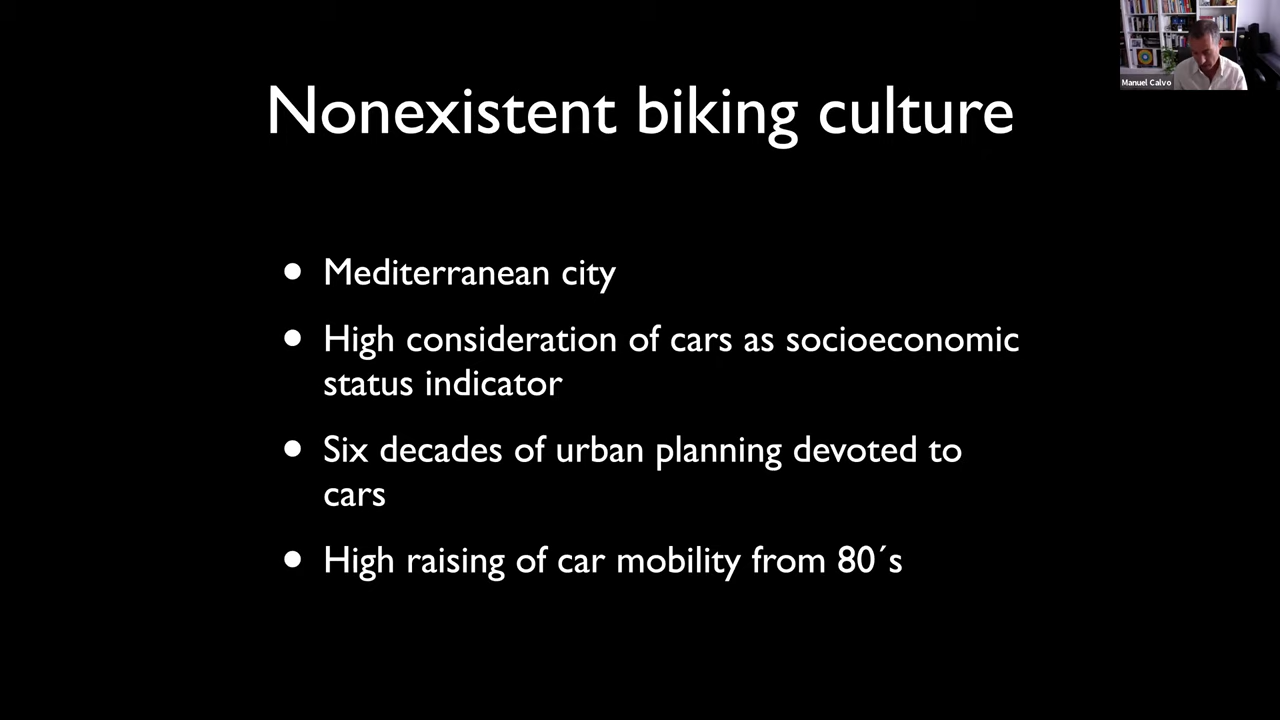 Nonexistent biking culture
Manuel Calvo
• Mediterranean city
• High consideration of cars as socioeconomic
status indicator
• Six decades of urban planning devoted to
cars
• High raising of car mobility from 80´s